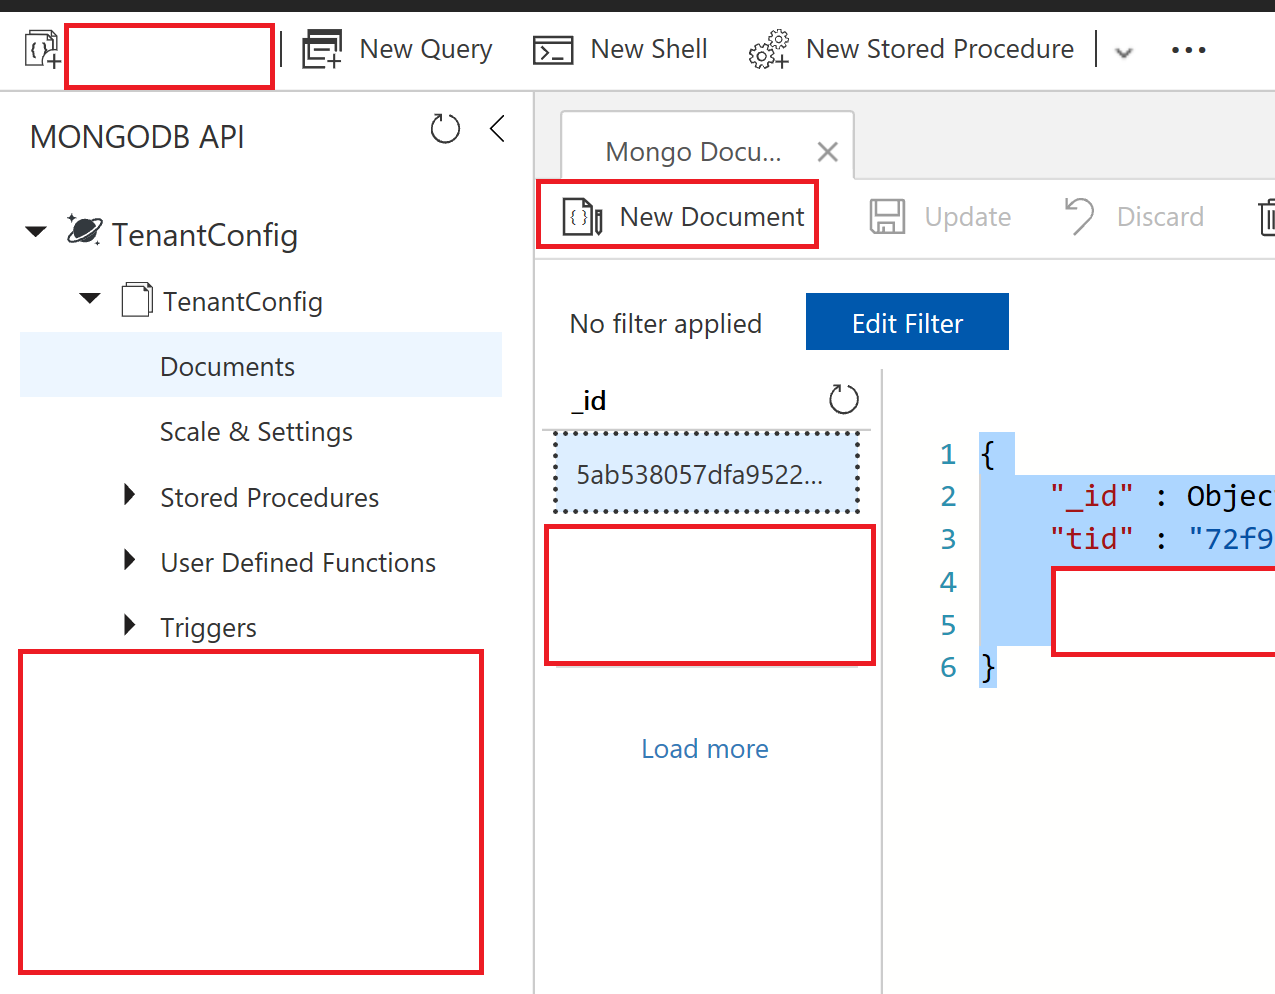 New Query
New Shell
New Stored Procedure
MONGODB API
TenantConfig
TenantConfig
Documents
Scale & Settings
Stored Procedures
User Defined Functions
Triggers
Mongo Docu...
New Document
Update
Discard
No filter applied
Edit Filter
_id
5ab538057dfa9522...
Load more
1 {
2 "_id" : Objec
3 "tid" : "72f9
4
5
6 }